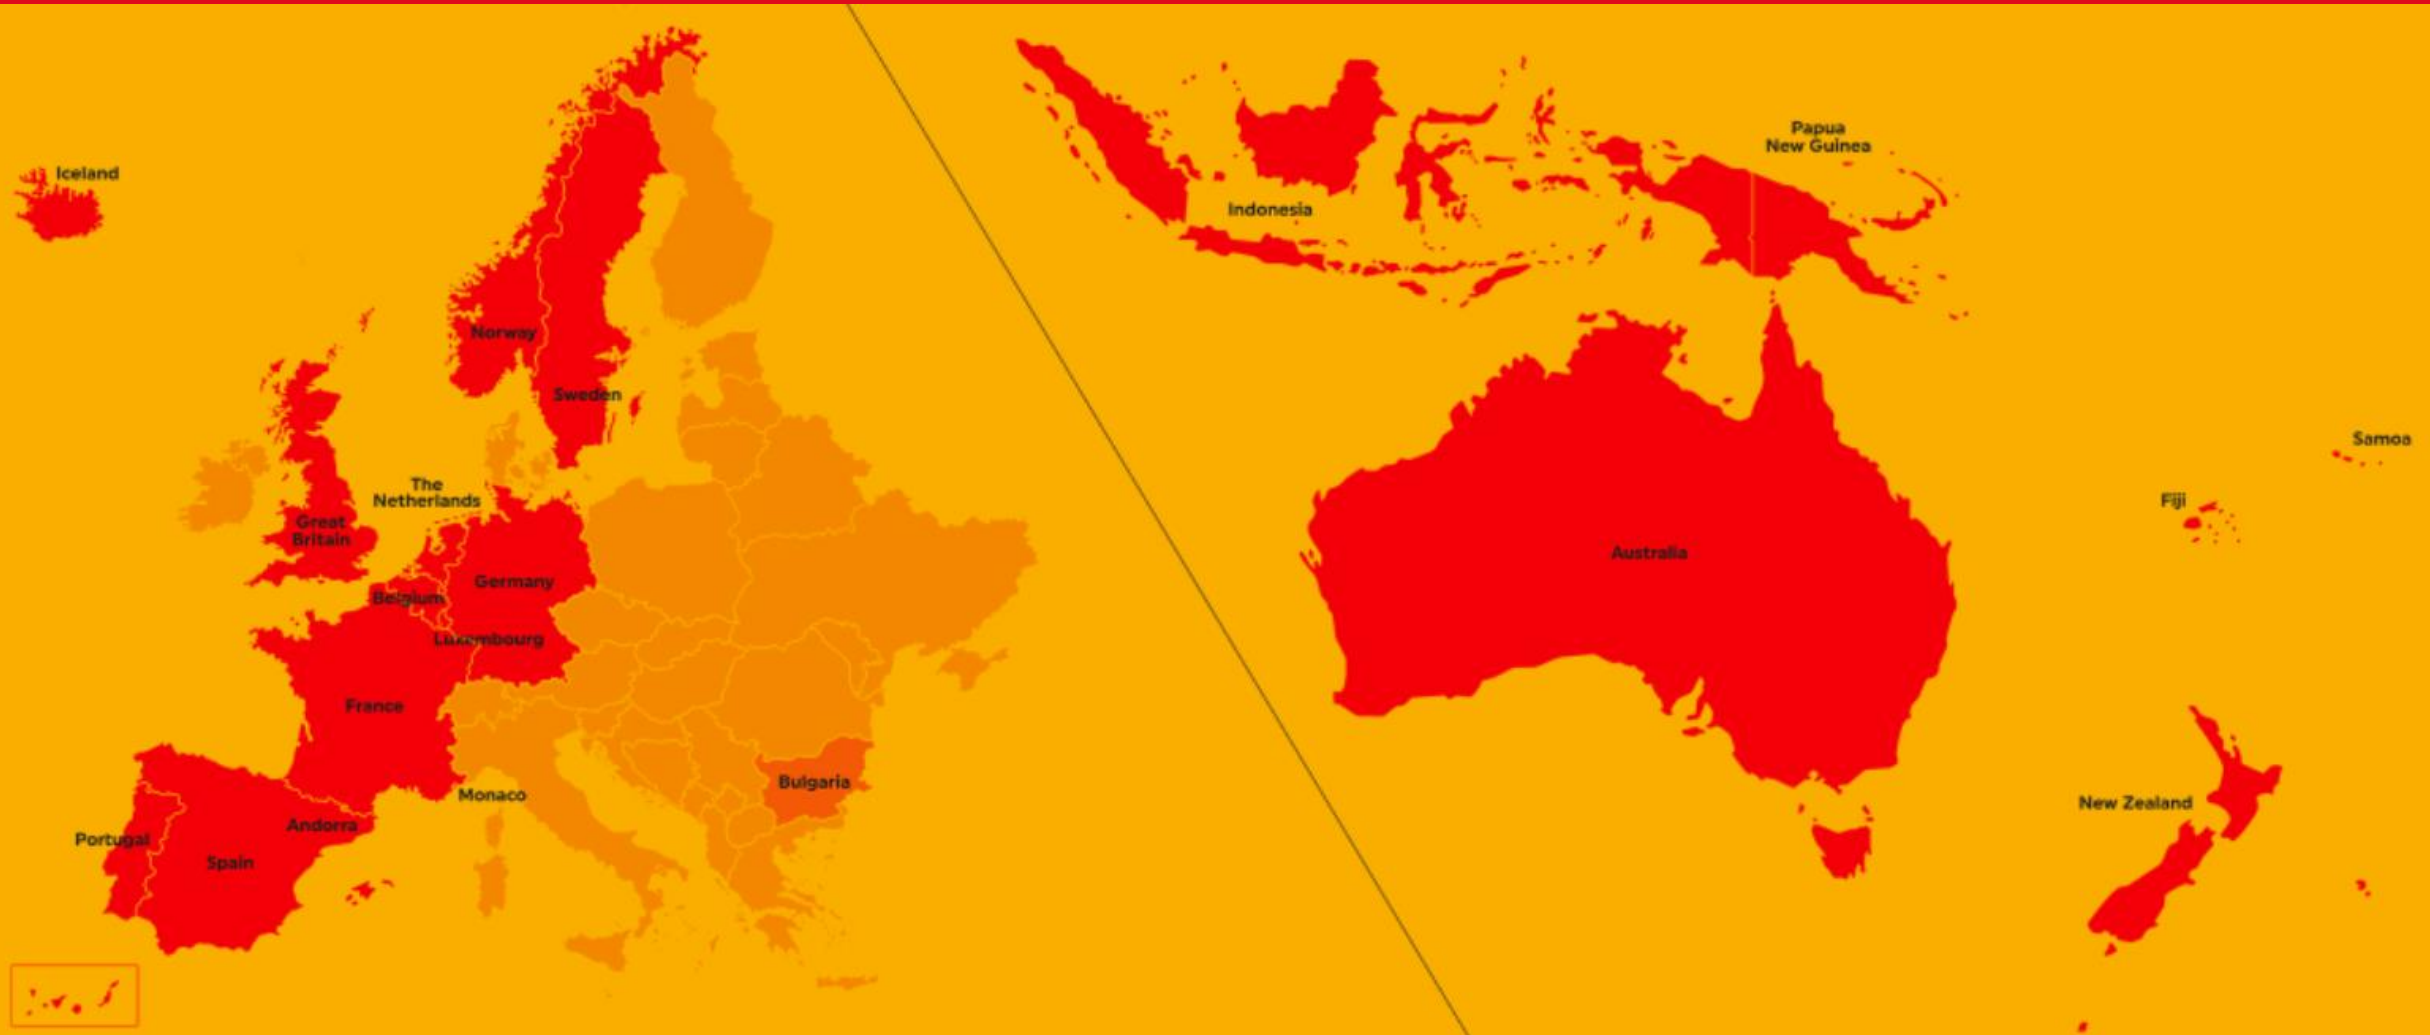 Iceland
Norway
Sweden
The
Netherlands
Great
Britain
Germany
Belgium
Luxembourg
France
Bulgaria
Monaco
Andorra
Portugal
Spain
Papua
New Guinea
Indonesia
Samoa
Fiji
Australia
New Zealand